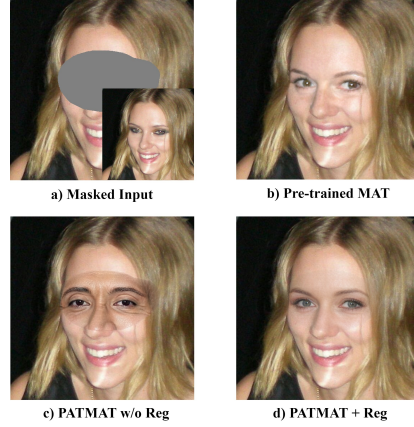 a) Masked Input
b) Pre-trained MAT
c) PATMAT w/o Reg
d) PATMAT + Reg